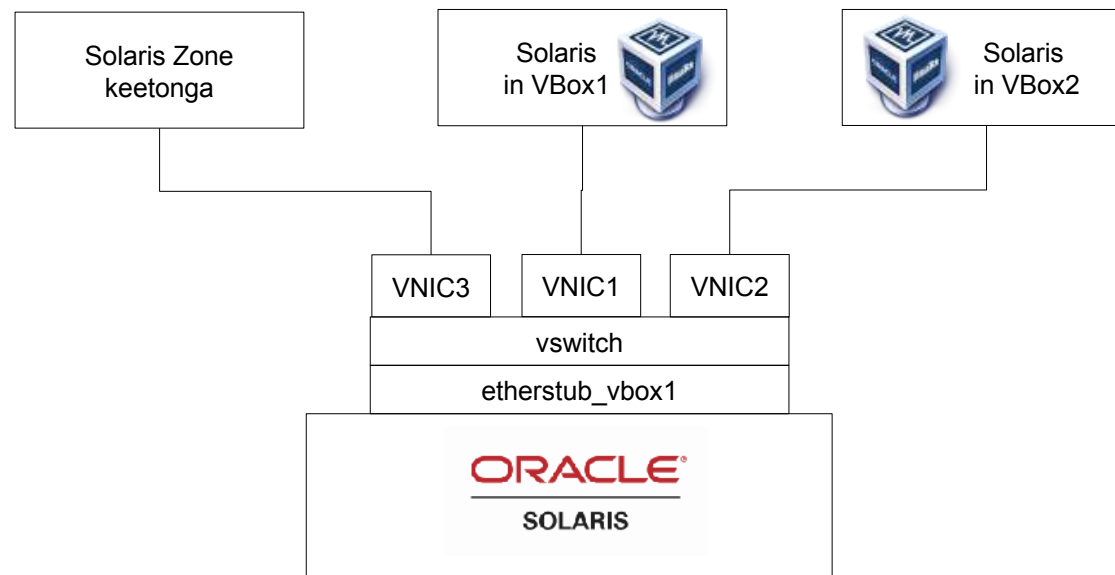 Solaris Zone
keetonga
Solaris
in VBox1
Solaris
in VBox2
VNIC3
VNIC1
VNIC2
vswitch
etherstub_vbox1
ORACLE®
SOLARIS